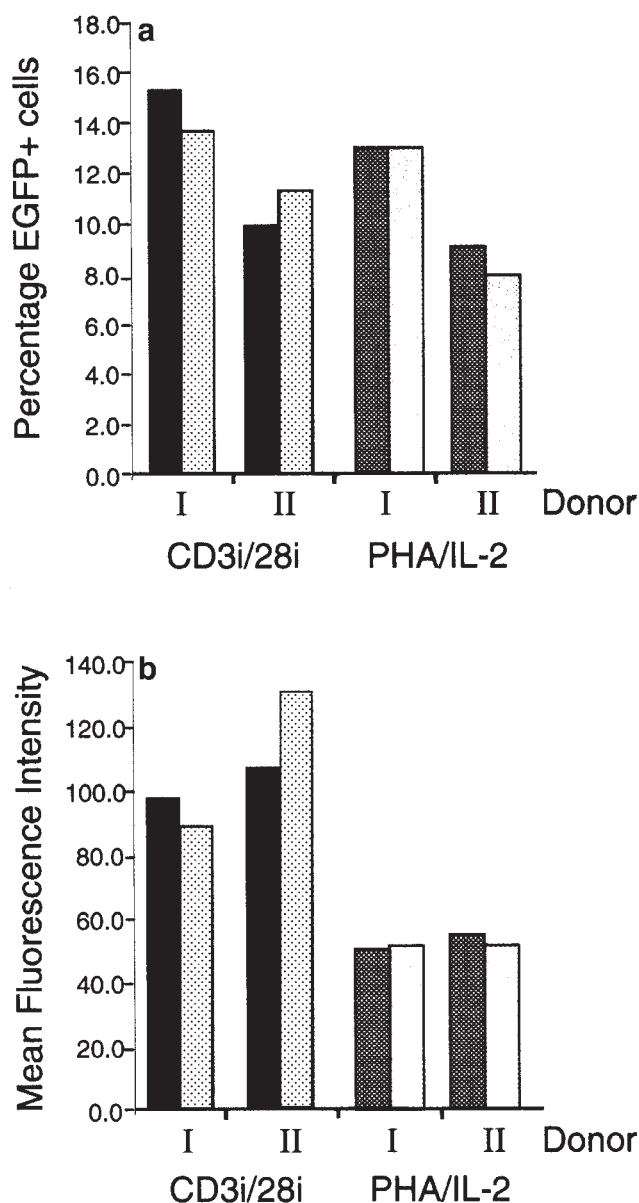 a
Percentage EGFP+ cells
18.0
16.0
14.0
12.0
10.0
8.0
6.0
4.0
2.0
0.0
I II I II Donor
CD3i/28i PHA/IL-2
b
Mean Fluorescence Intensity
140.0
120.0
100.0
80.0
60.0
40.0
20.0
0.0
I II I II Donor
CD3i/28i PHA/IL-2